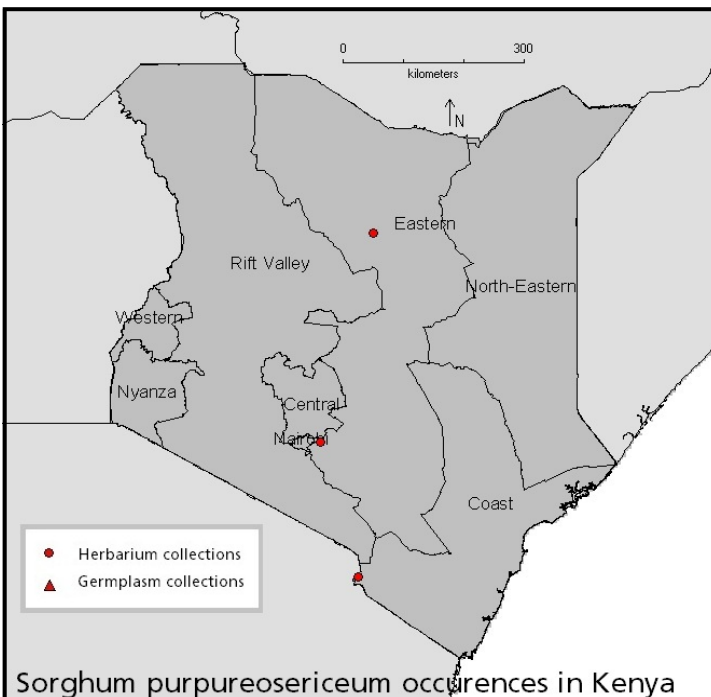 0 300
kilometers
N
Eastern
Rift Valley
North-Eastern
Western
Nyanza
Central
Nairobi
Coast
Herbarium collections
Germplasm collections
Sorghum purpureosericeum occurences in Kenya